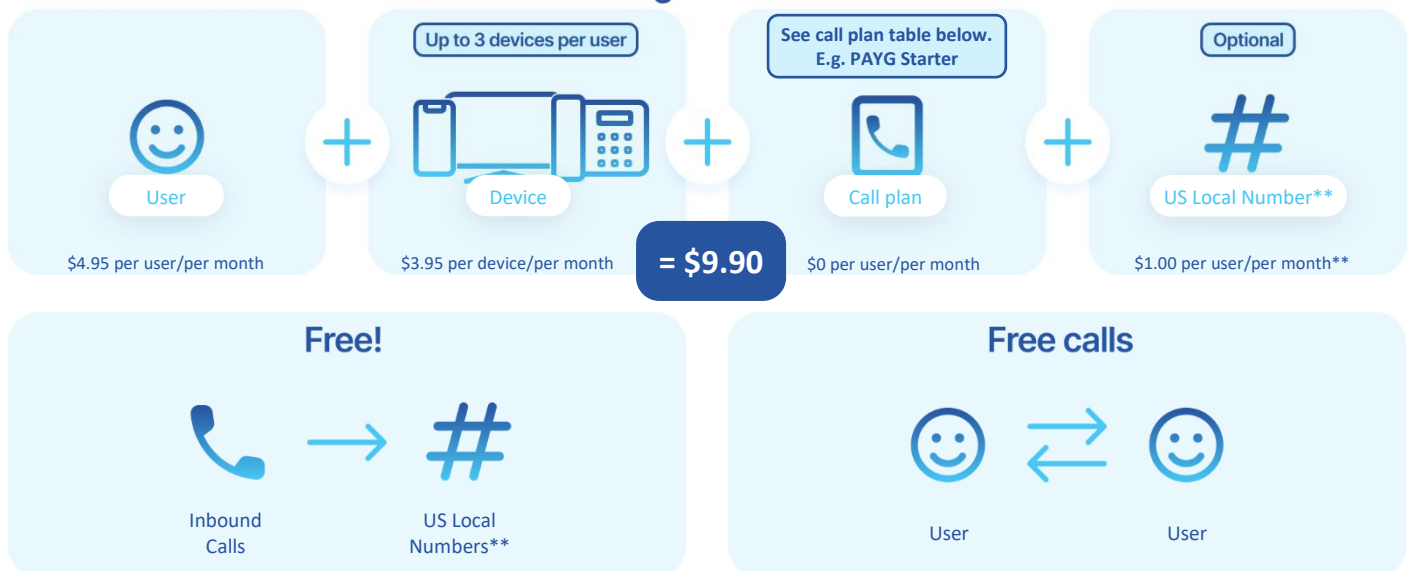 Up to 3 devices per user
See call plan table below.
E.g. PAYG Starter
Optional
User
Device
Call plan
US Local Number**
$4.95 per user/per month
$3.95 per device/per month
= $9.90
$0 per user/per month
$1.00 per user/per month**
Free!
Inbound
Calls
US Local
Numbers**
Free calls
User
User